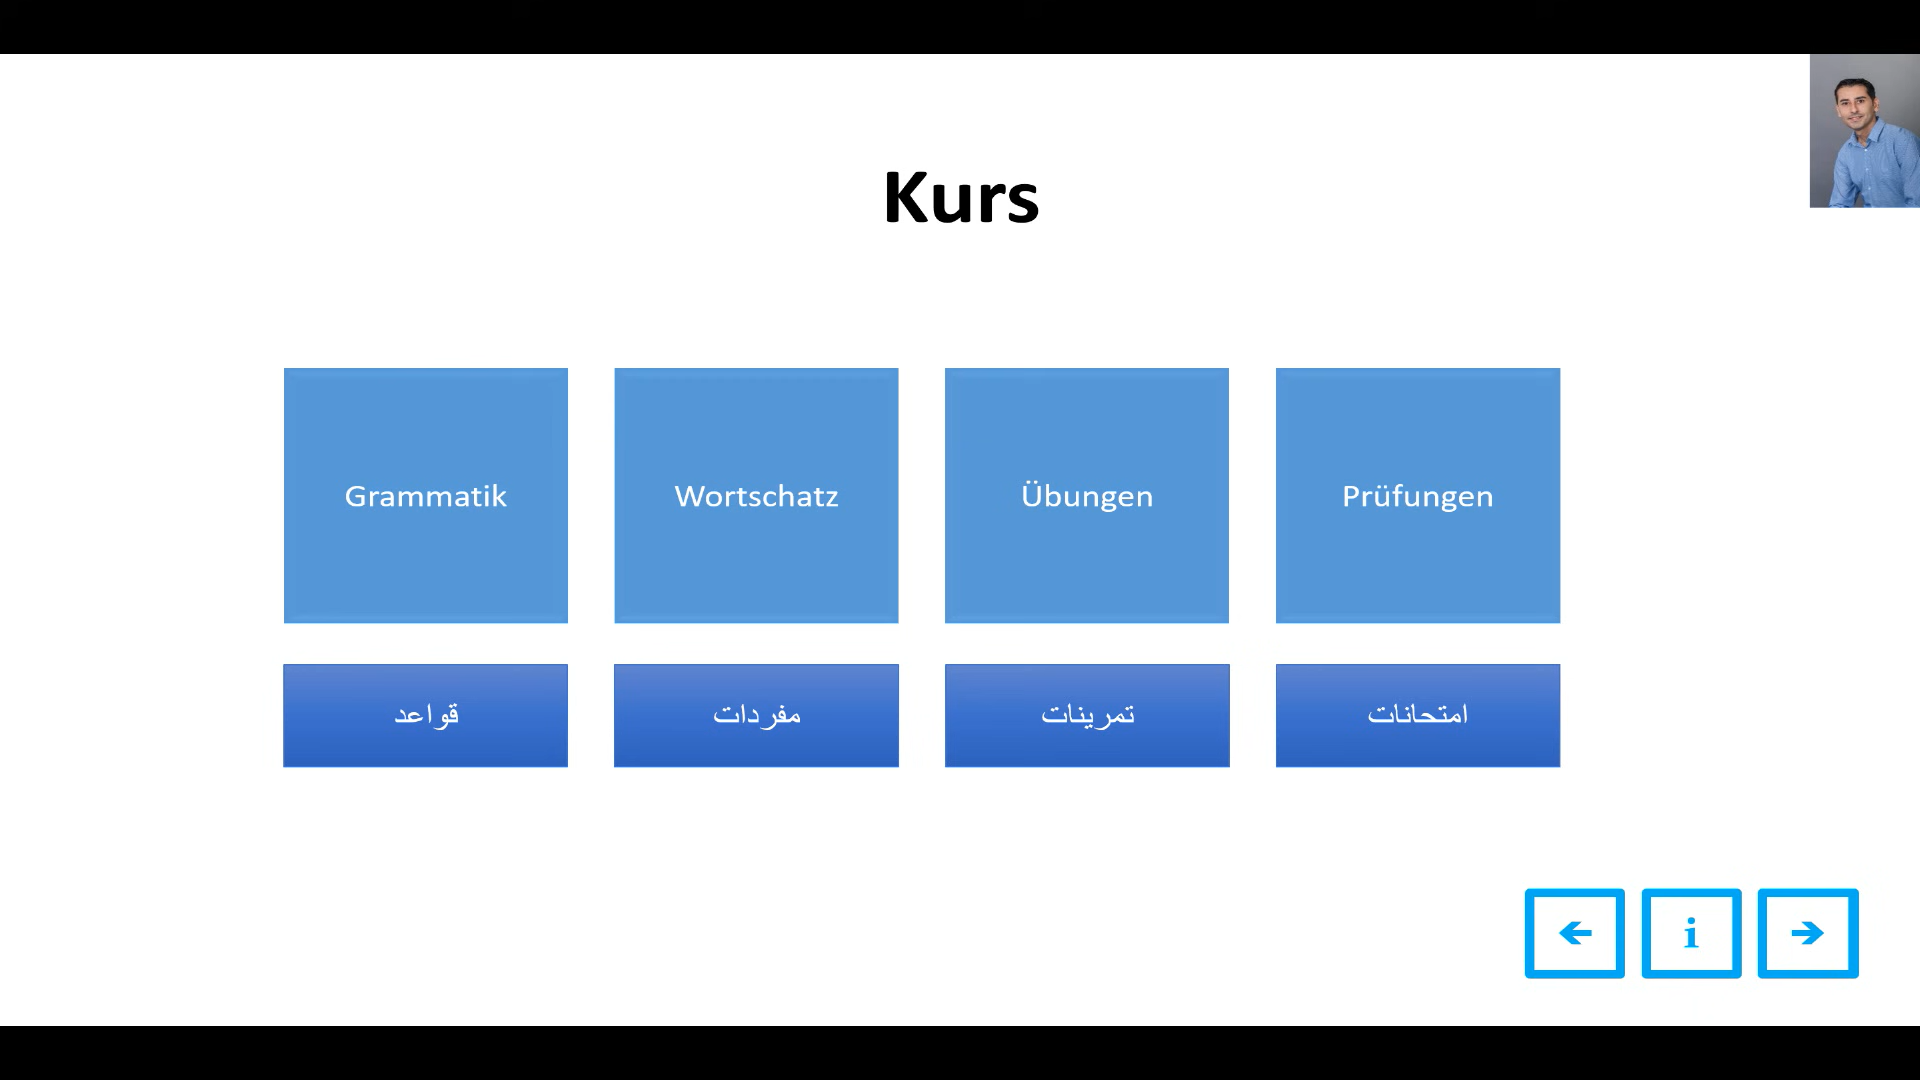 Kurs
Grammatik
Wortschatz
Übungen
Prüfungen
قواعد
مفردات
تمرينات
امتحانات
i